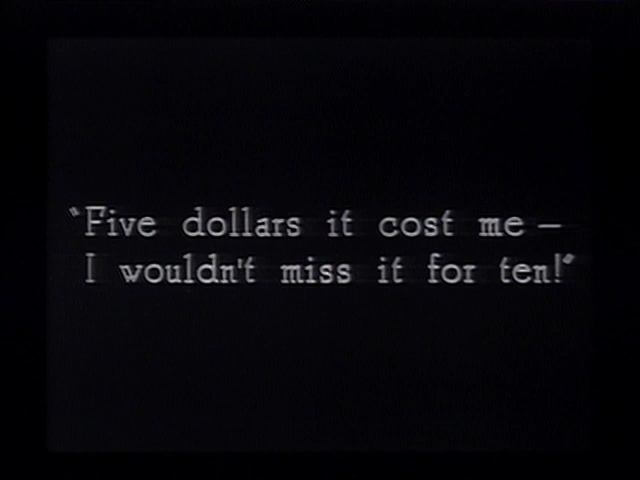 "Five dollars it cost me —
I wouldn't miss it for ten!"